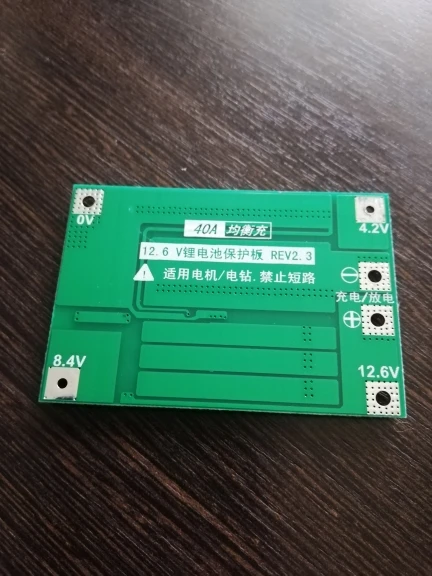 0V
40A 均衡充
4.2V
12.6 V锂电池保护板 REV2.3
! 适用电机/电钻.禁止短路
充电/放电
8.4V
12.6V